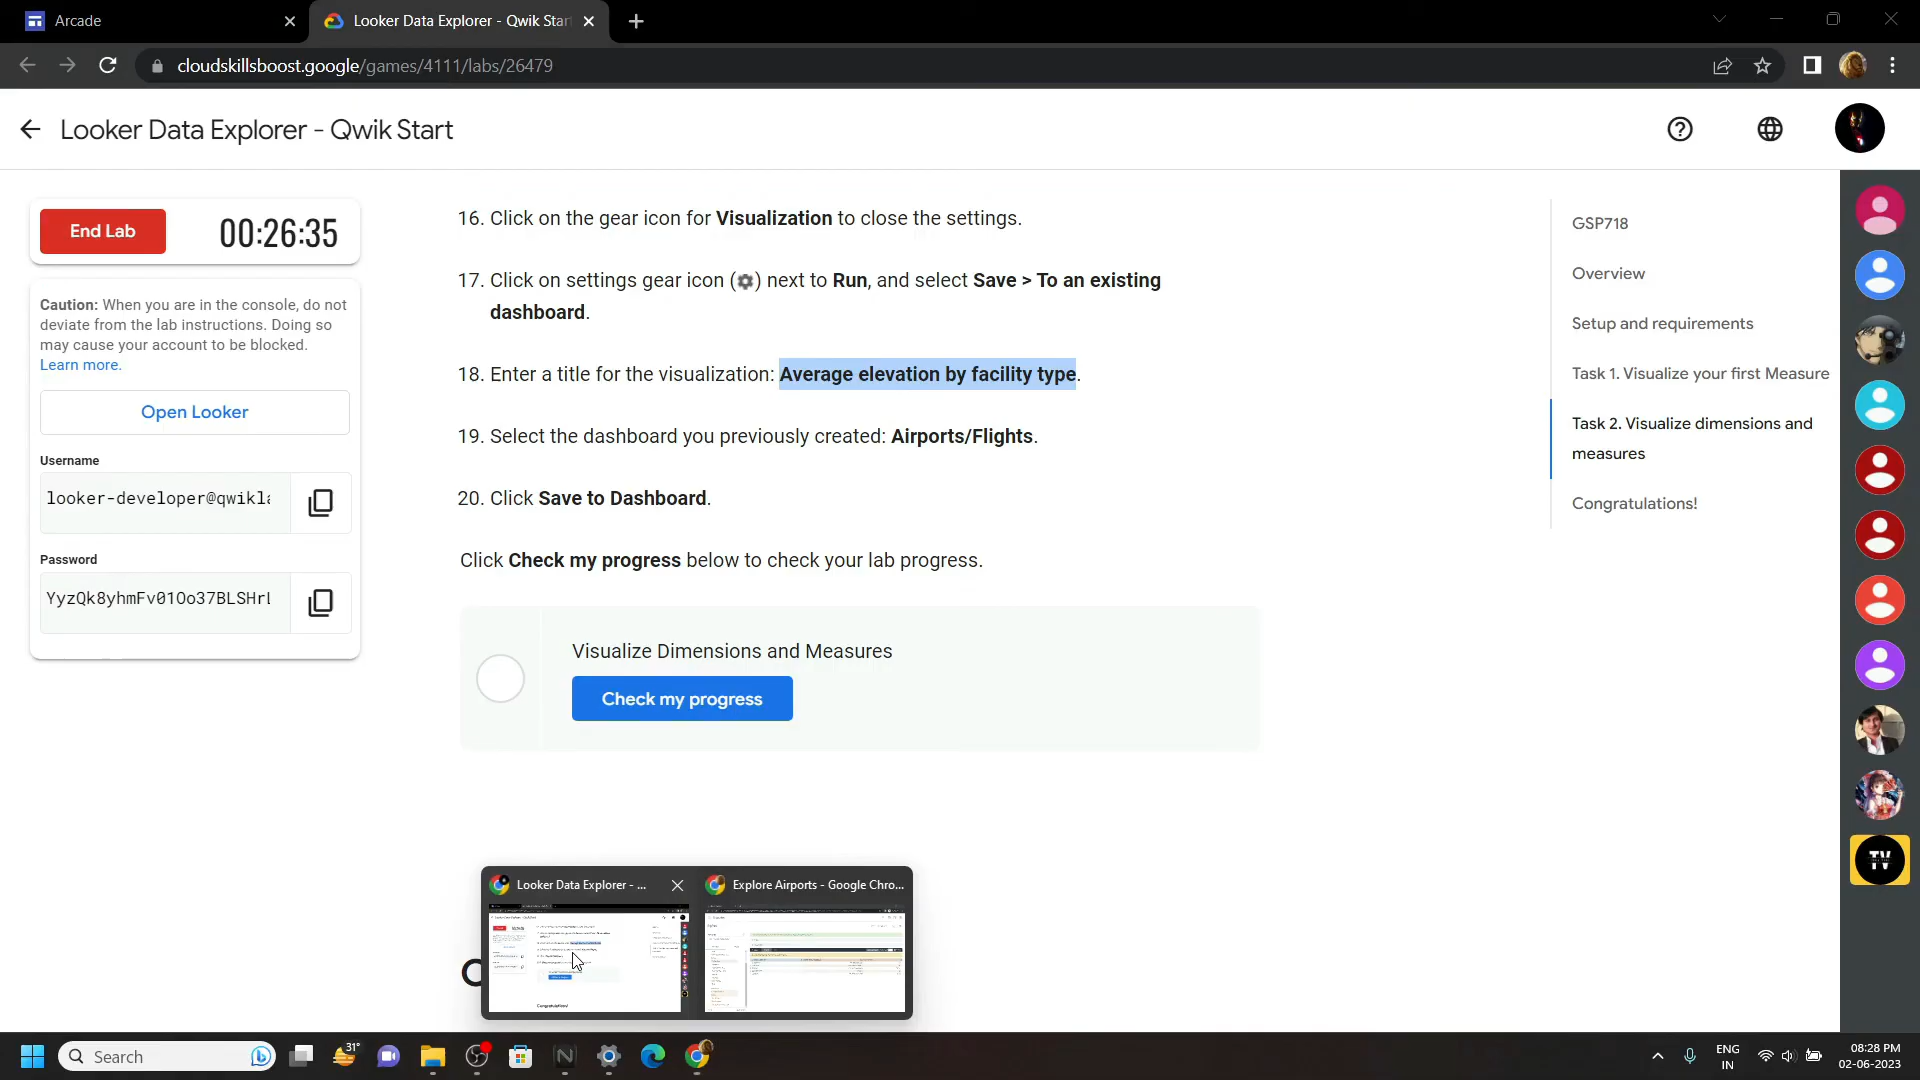 Arcade
Looker Data Explorer - Qwik Star
cloudskillsboost.google/games/4111/labs/26479
Looker Data Explorer - Qwik Start
End Lab
00:26:35
Caution: When you are in the console, do not
deviate from the lab instructions. Doing so
may cause your account to be blocked.
Learn more.
Open Looker
Username
looker-developer@qwikla
Password
YyzQk8yhmFv01Oo37BLSHrL
16. Click on the gear icon for Visualization to close the settings.
17. Click on settings gear icon () next to Run, and select Save > To an existing
dashboard.
18. Enter a title for the visualization: Average elevation by facility type.
19. Select the dashboard you previously created: Airports/Flights.
20. Click Save to Dashboard.
Click Check my progress below to check your lab progress.
Visualize Dimensions and Measures
Check my progress
GSP718
Overview
Setup and requirements
Task 1. Visualize your first Measure
Task 2. Visualize dimensions and
measures
Congratulations!
TV
Looker Data Explorer - ...
Explore Airports - Google Chro...
Search
31°
ENG
IN
08:28 PM
02-06-2023